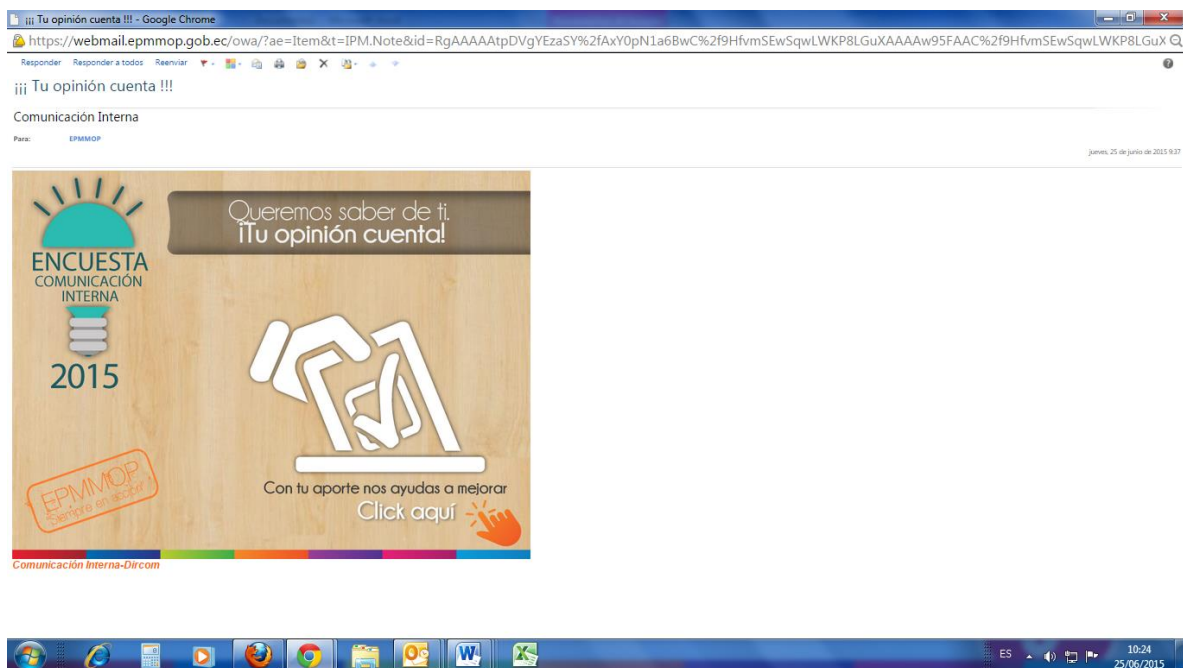 ¡¡¡ Tu opinión cuenta !!! - Google Chrome
https://webmail.epmmop.gob.ec/owa/?ae=Item&t=IPM.Note&id=RgAAAAAtpDVgYEzaSY%2fAxY0pN1a6BwC%2f9HfvmSEwSqwLWKP8LGuXAAAAw95FAAC%2f9HfvmSEwSqwLWKP8LGuX
Responder Responder a todos Reenviar
¡¡¡ Tu opinión cuenta !!!
Comunicación Interna
Para: EPMMOP
jueves, 25 de junio de 2015 9:37
Queremos saber de ti.
¡Tu opinión cuenta!
ENCUESTA
COMUNICACIÓN
INTERNA
2015
EPMMOP
Siempre en acción!
Con tu aporte nos ayudas a mejorar
Click aquí
Comunicación Interna-Dircom
ES
10:24
25/06/2015